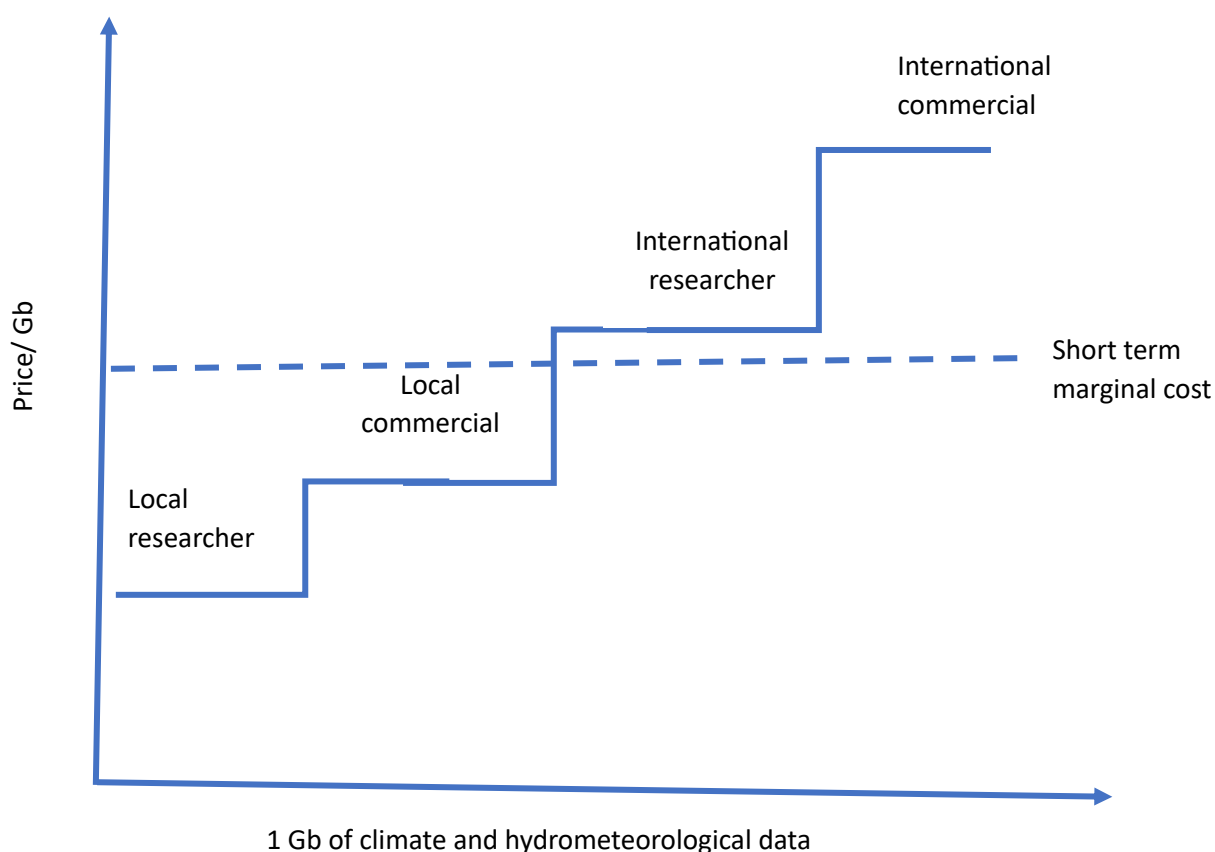 International
commercial
International
researcher
Short term
marginal cost
Price/ Gb
Local
commercial
Local
researcher
1 Gb of climate and hydrometeorological data